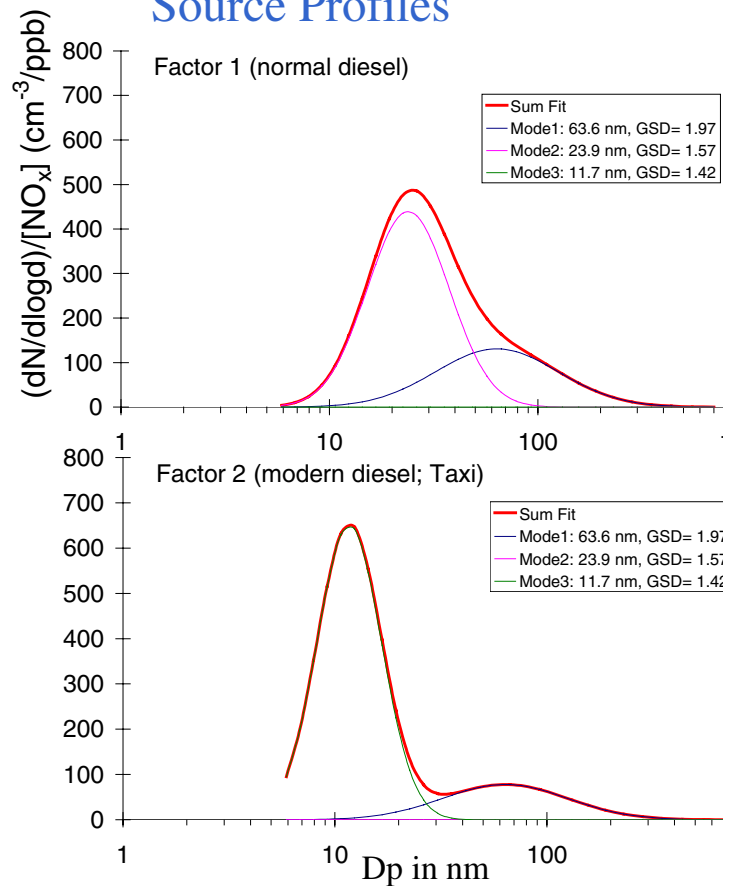 Source Profiles
(dN/dlogd)/[NOx] (cm-3/ppb)
Factor 1 (normal diesel)
Sum Fit
Mode1: 63.6 nm, GSD= 1.97
Mode2: 23.9 nm, GSD= 1.57
Mode3: 11.7 nm, GSD= 1.42
800
700
600
500
400
300
200
100
0
1 10 100
Factor 2 (modern diesel; Taxi)
Sum Fit
Mode1: 63.6 nm, GSD= 1.97
Mode2: 23.9 nm, GSD= 1.57
Mode3: 11.7 nm, GSD= 1.42
800
700
600
500
400
300
200
100
0
1 10 100
Dp in nm